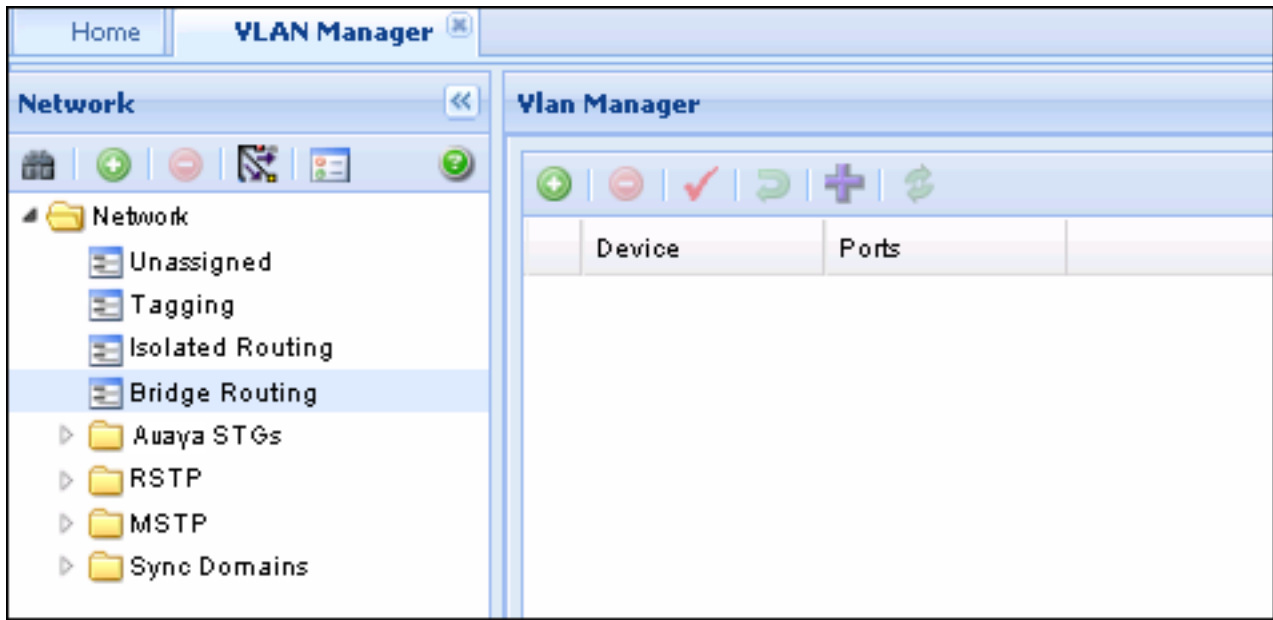 Home
VLAN Manager
Network
Vlan Manager
Network
Unassigned
Tagging
Isolated Routing
Bridge Routing
Auaya STGs
RSTP
MSTP
Sync Domains
Device
Ports